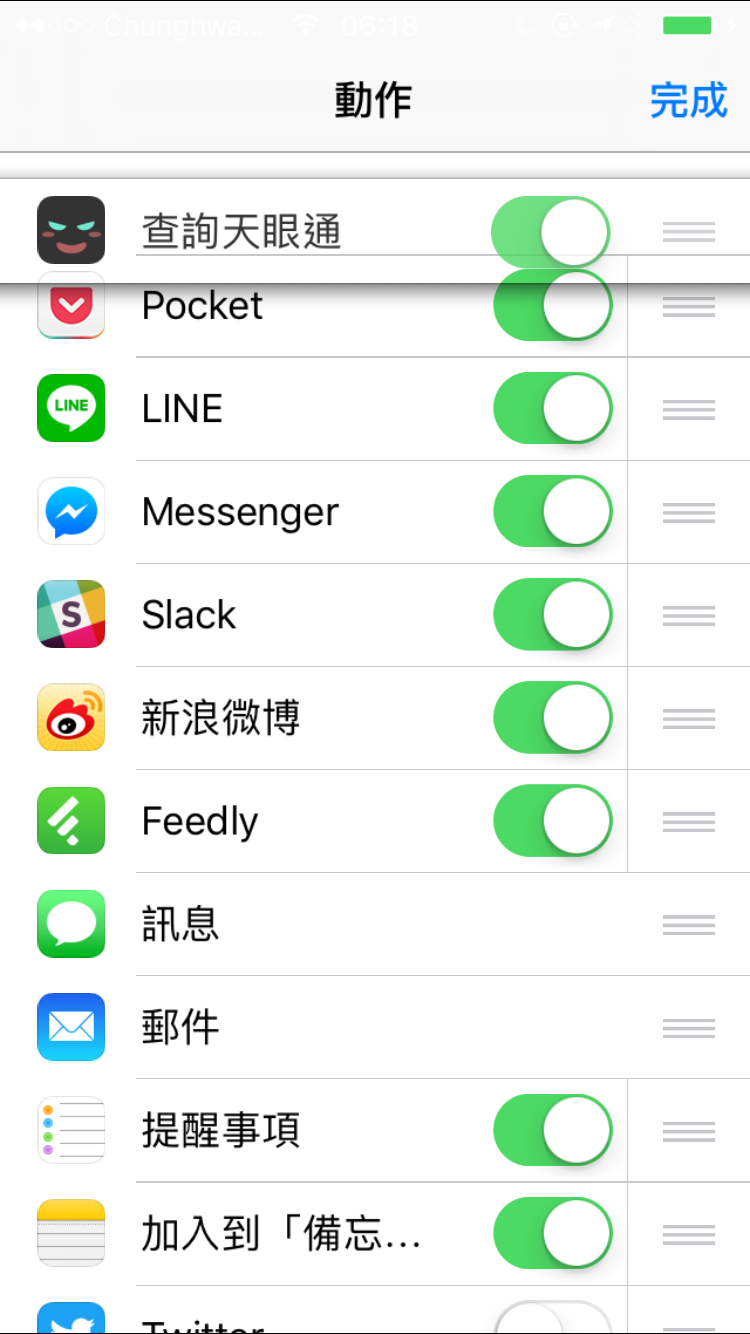 Chunghwa... 06:18
動作 完成
查詢天眼通
Pocket
LINE
LINE
Messenger
S
Slack
新浪微博
Feedly
訊息
郵件
提醒事項
加入到「備忘...
Twitter